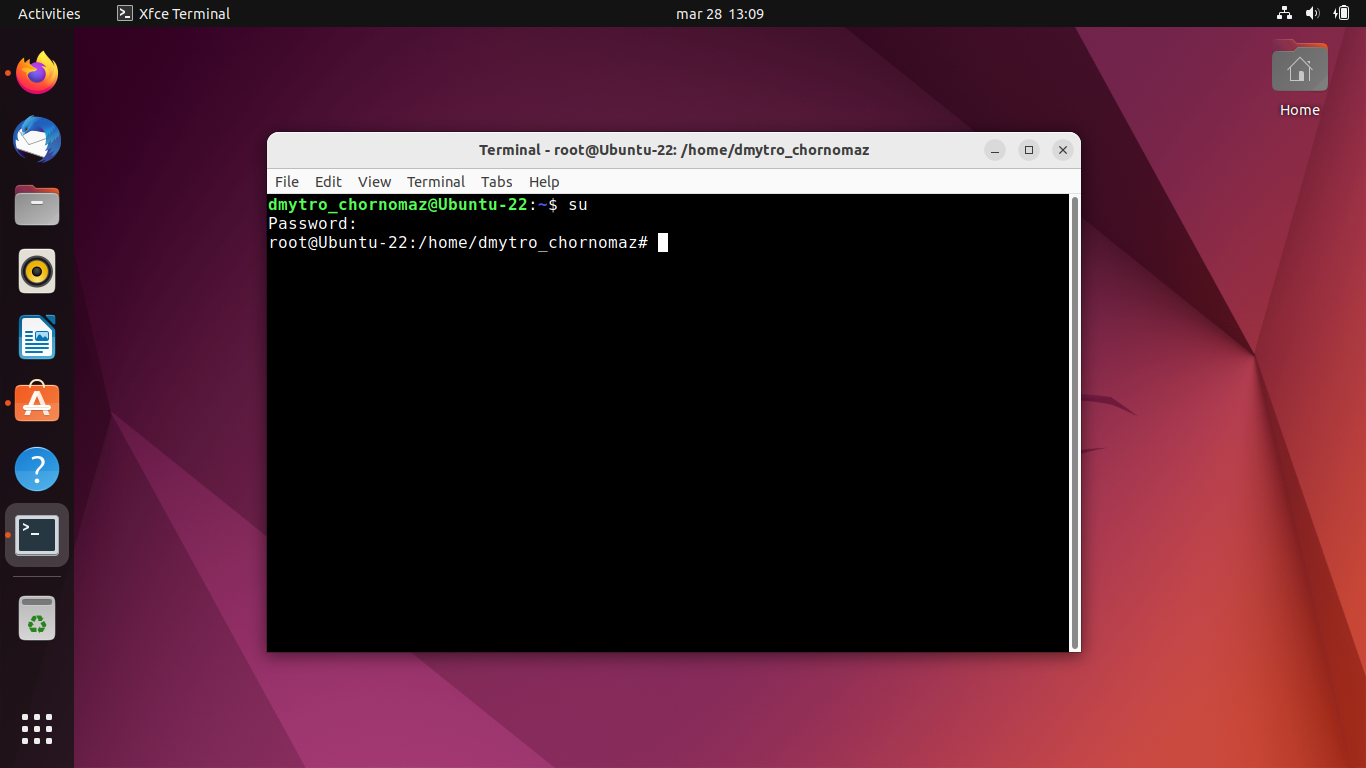 Activities
Xfce Terminal
mar 28 13:09
Home
Terminal - root@Ubuntu-22: /home/dmytro_chornomaz
File Edit View Terminal Tabs Help
dmytro_chornomaz@Ubuntu-22:~$ su
Password:
root@Ubuntu-22:/home/dmytro_chornomaz#